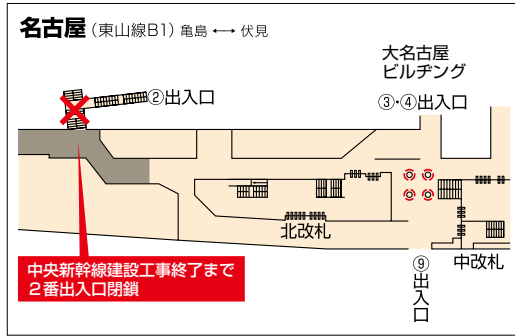 名古屋 (東山線B1) 亀島 ⟷ 伏見
②出入口
大名古屋
ビルヂング
③・④出入口
北改札
⑨出入口
中改札
中央新幹線建設工事終了まで
2番出入口閉鎖